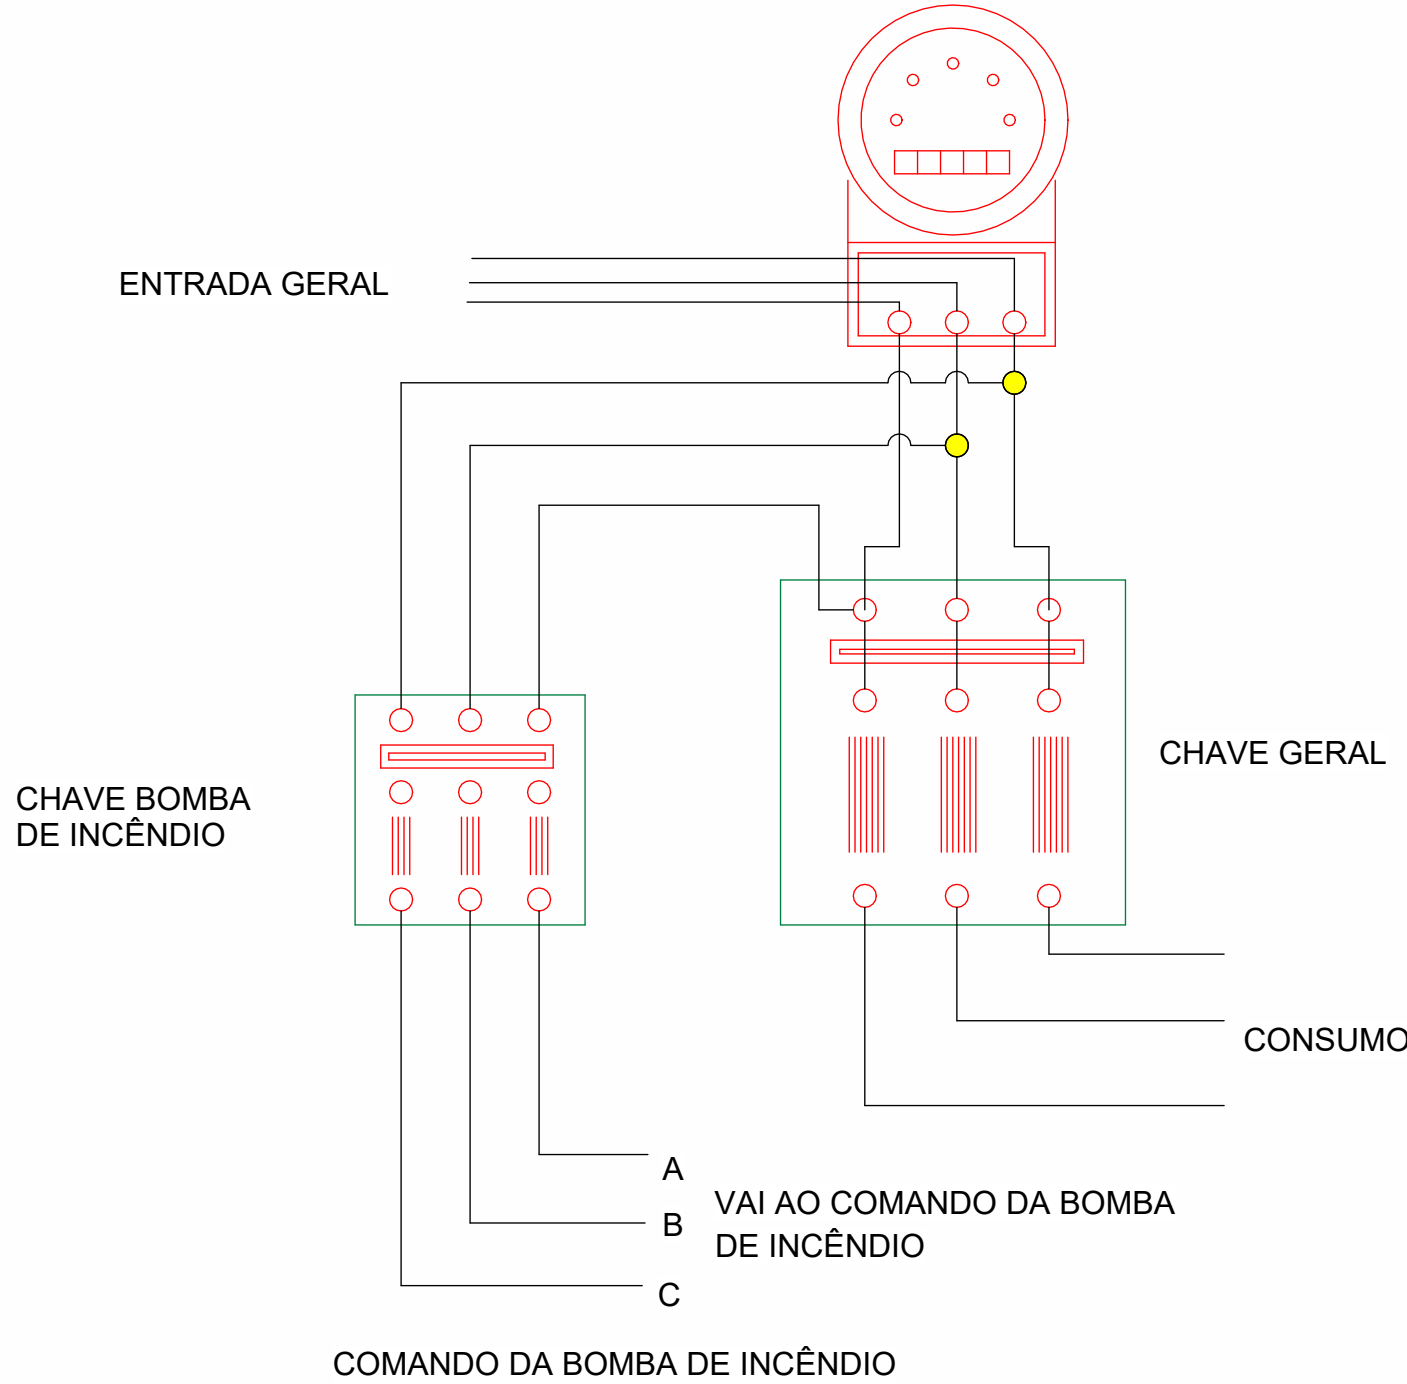 ENTRADA GERAL
CHAVE GERAL
CHAVE BOMBA
DE INCÊNDIO
CONSUMO
A
B
C
VAI AO COMANDO DA BOMBA
DE INCÊNDIO
COMANDO DA BOMBA DE INCÊNDIO